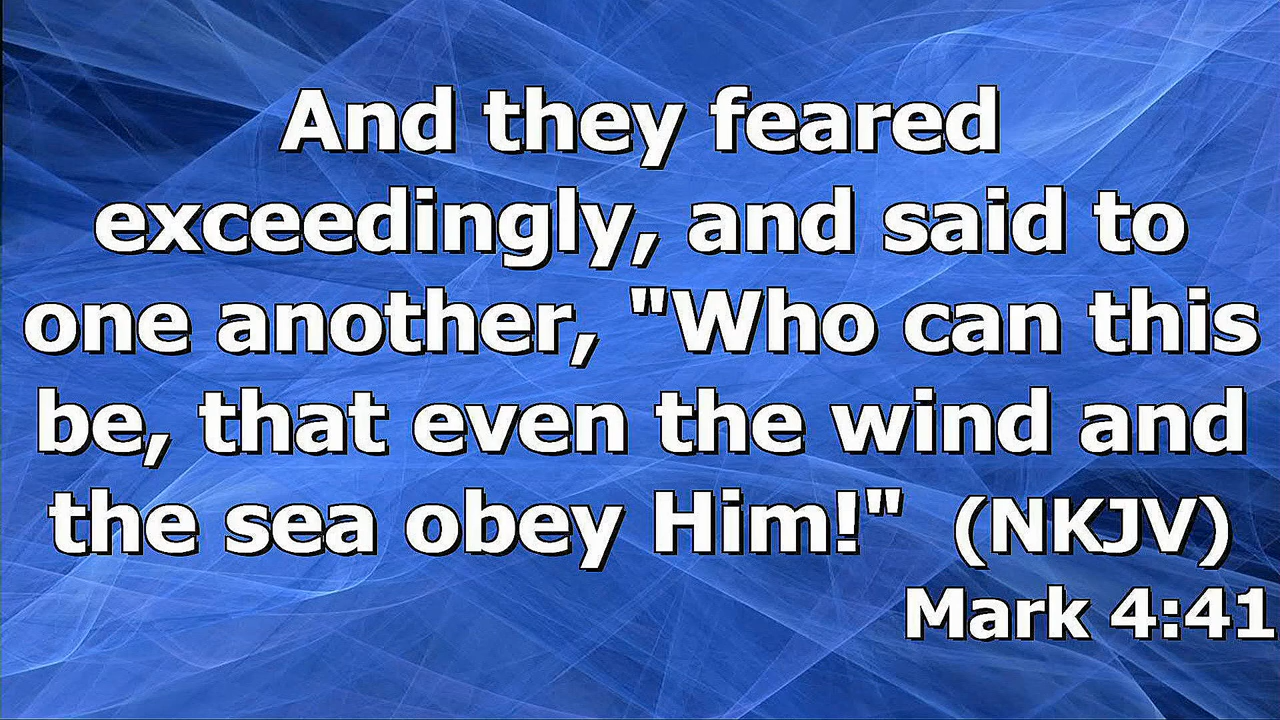 And they feared
exceedingly, and said to
one another, "Who can this
be, that even the wind and
the sea obey Him!" (NKJV)
Mark 4:41